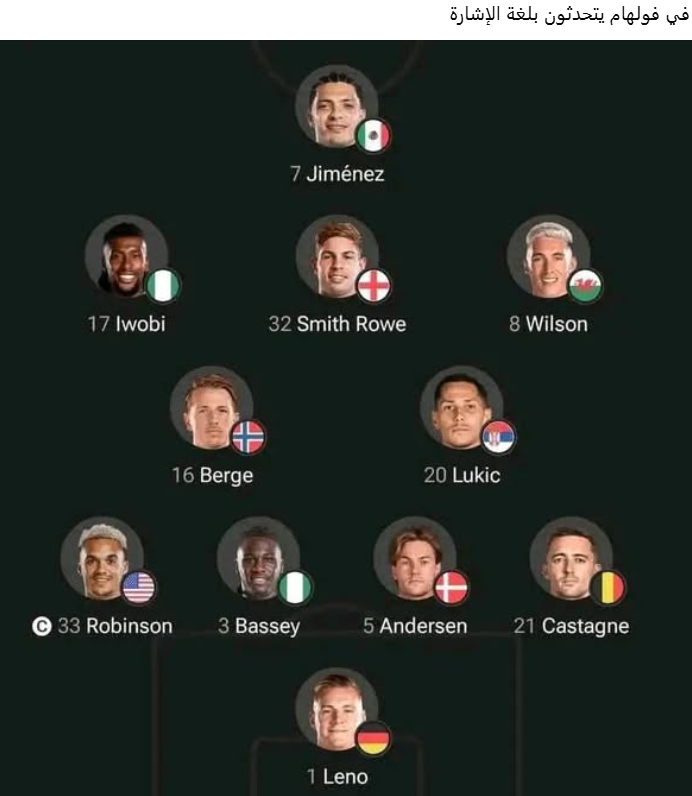 في فولهام يتحدثون بلغة الإشارة
7 Jiménez
17 Iwobi
32 Smith Rowe
8 Wilson
16 Berge
20 Lukic
C 33 Robinson
3 Bassey
5 Andersen
21 Castagne
1 Leno